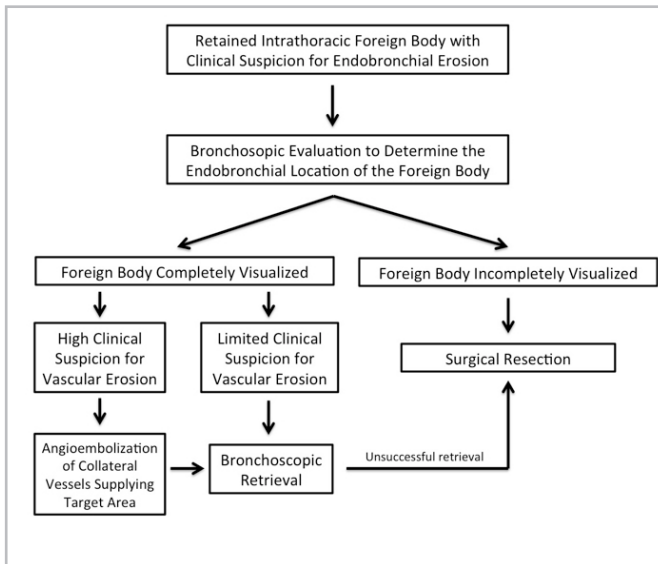 Retained Intrathoracic Foreign Body with
Clinical Suspicion for Endobronchial Erosion
Bronchosopic Evaluation to Determine the
Endobronchial Location of the Foreign Body
Foreign Body Completely Visualized
Foreign Body Incompletely Visualized
High Clinical
Suspicion for
Vascular Erosion
Limited Clinical
Suspicion for
Vascular Erosion
Surgical Resection
Angioembolization
of Collateral
Vessels Supplying
Target Area
Bronchoscopic
Retrieval
Unsuccessful retrieval